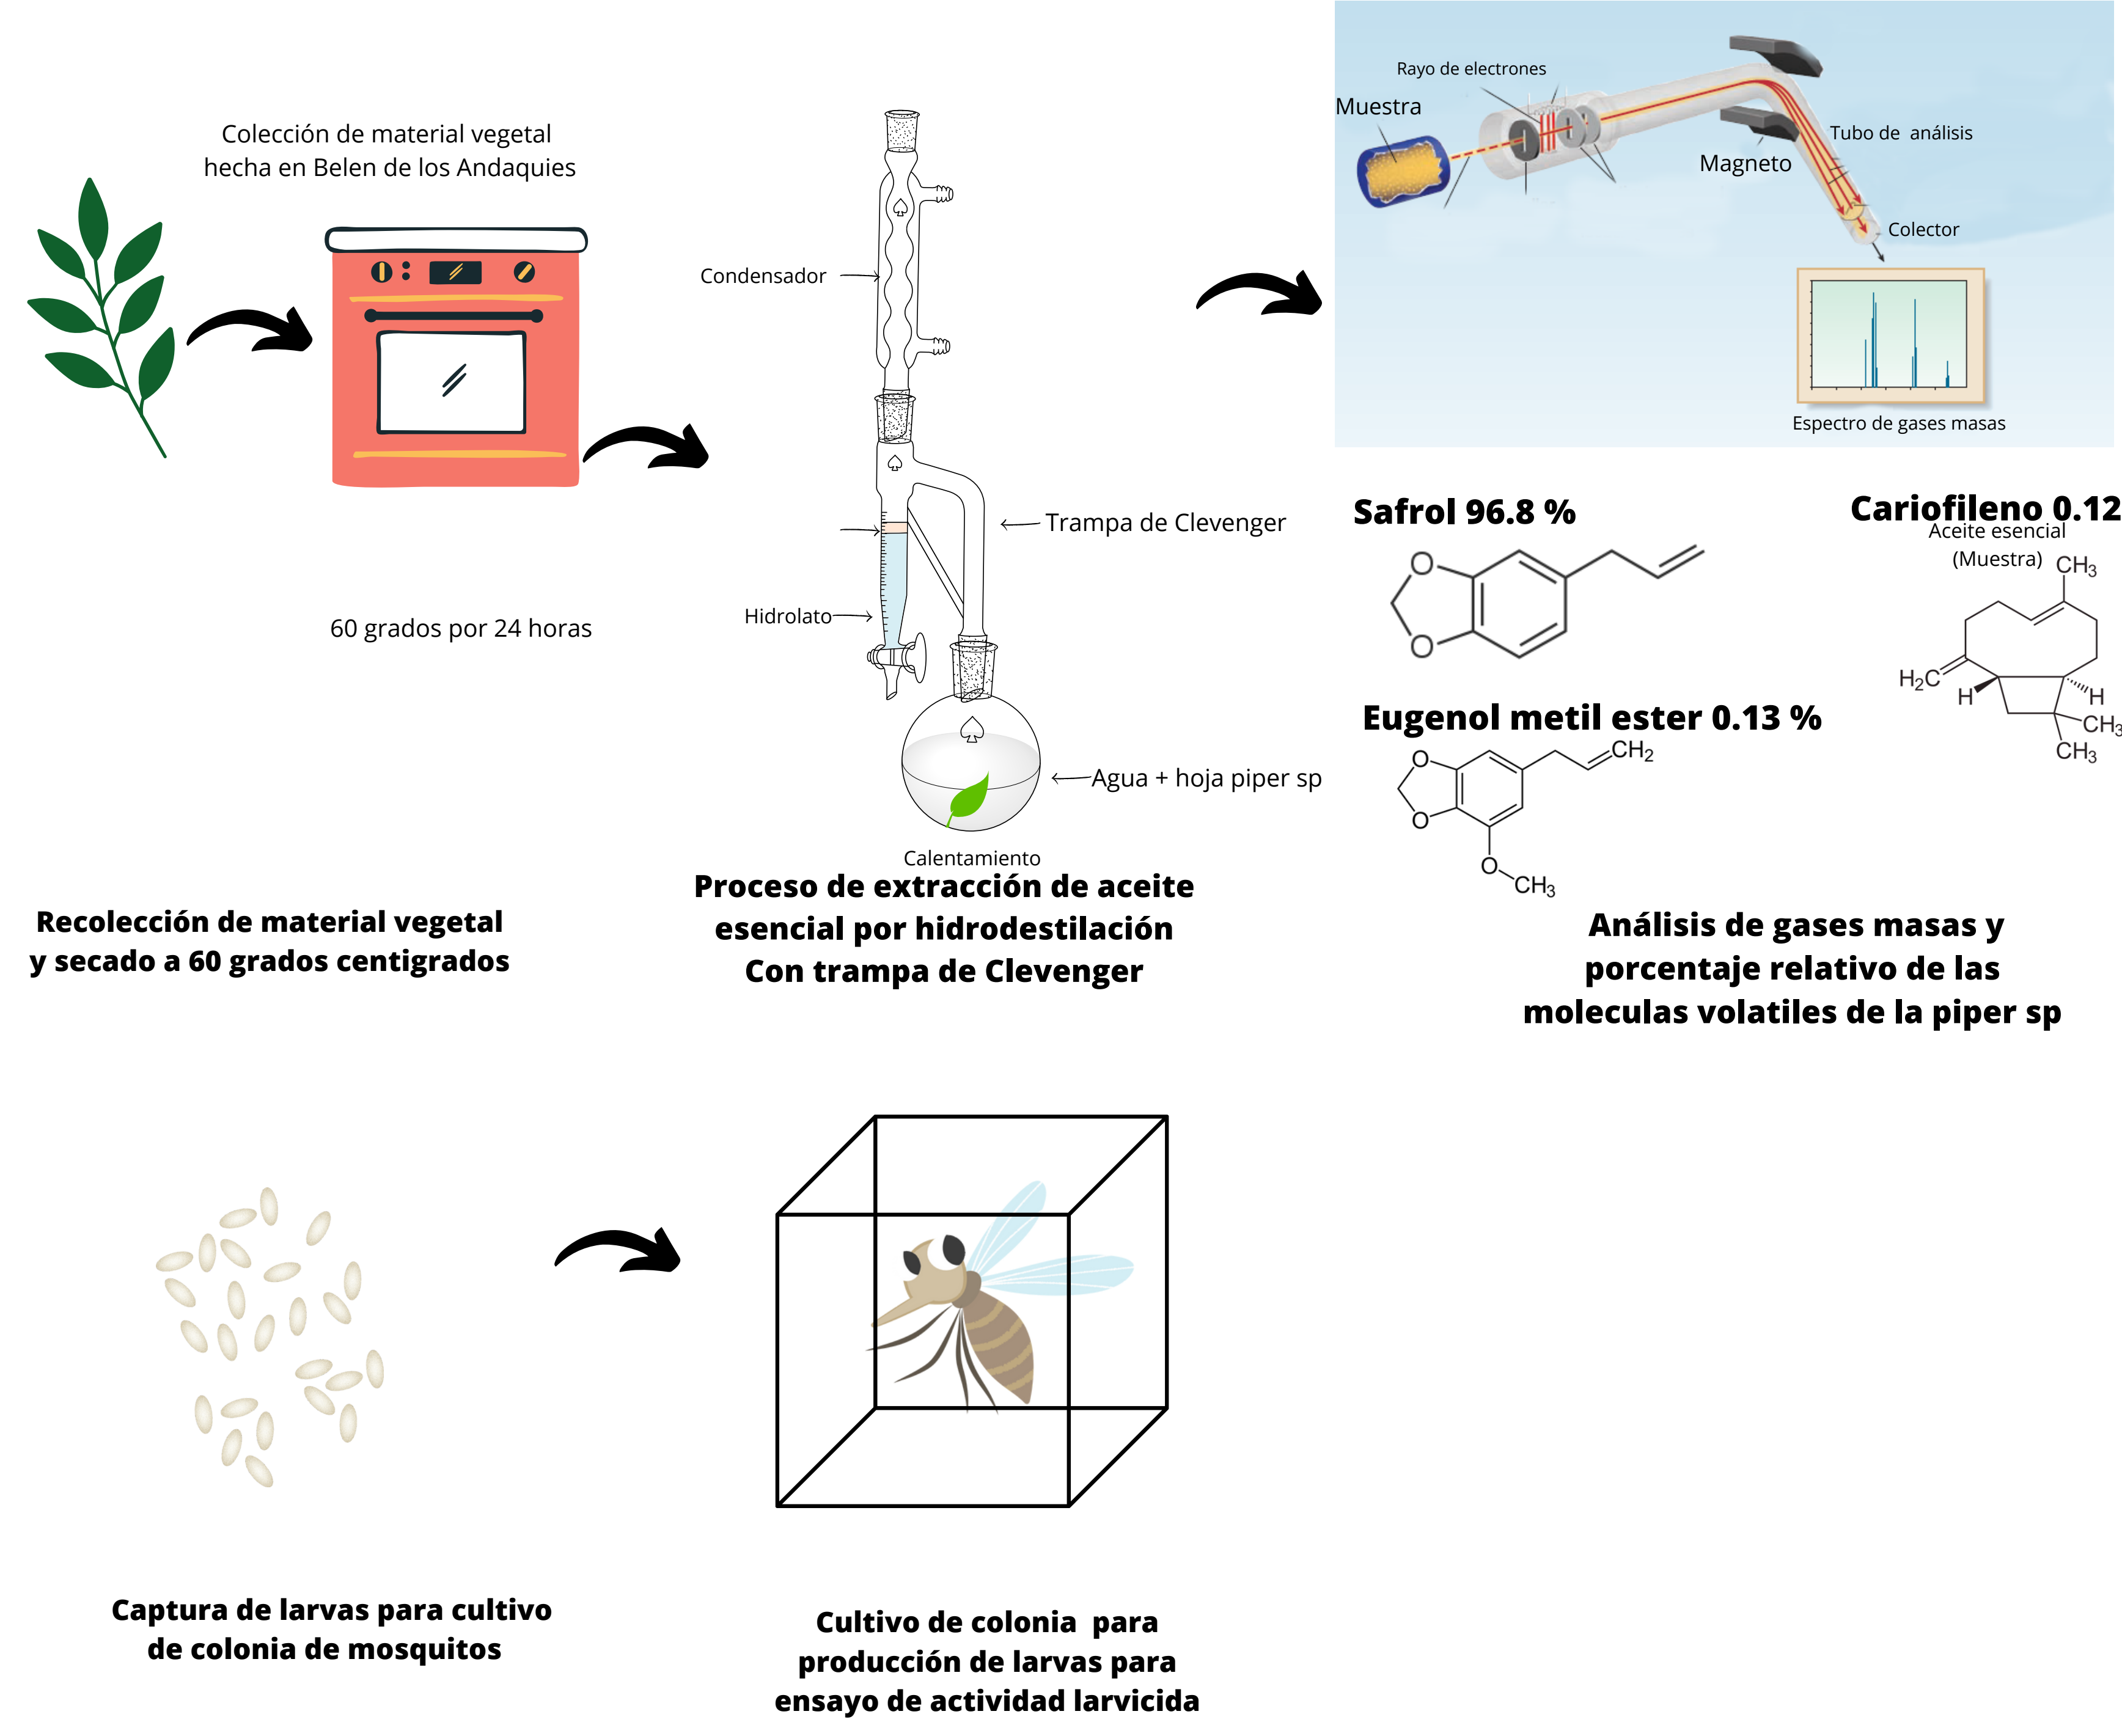 Colección de material vegetal
hecha en Belen de los Andaquies
60 grados por 24 horas
Recolección de material vegetal
y secado a 60 grados centigrados
Condensador
Trampa de Clevenger
Hidrolato
Agua + hoja piper sp
Calentamiento
Proceso de extracción de aceite
esencial por hidrodestilación
Con trampa de Clevenger
Rayo de electrones
Muestra
Tubo de análisis
Magneto
Colector
Espectro de gases masas
Safrol 96.8 %
O
O
Cariofileno 0.12
Aceite esencial
(Muestra)
CH3
H2C
H
H
CH3
CH3
Eugenol metil ester 0.13 %
O
CH2
O
O
CH3
Análisis de gases masas y
porcentaje relativo de las
moleculas volatiles de la piper sp
Captura de larvas para cultivo
de colonia de mosquitos
Cultivo de colonia para
producción de larvas para
ensayo de actividad larvicida